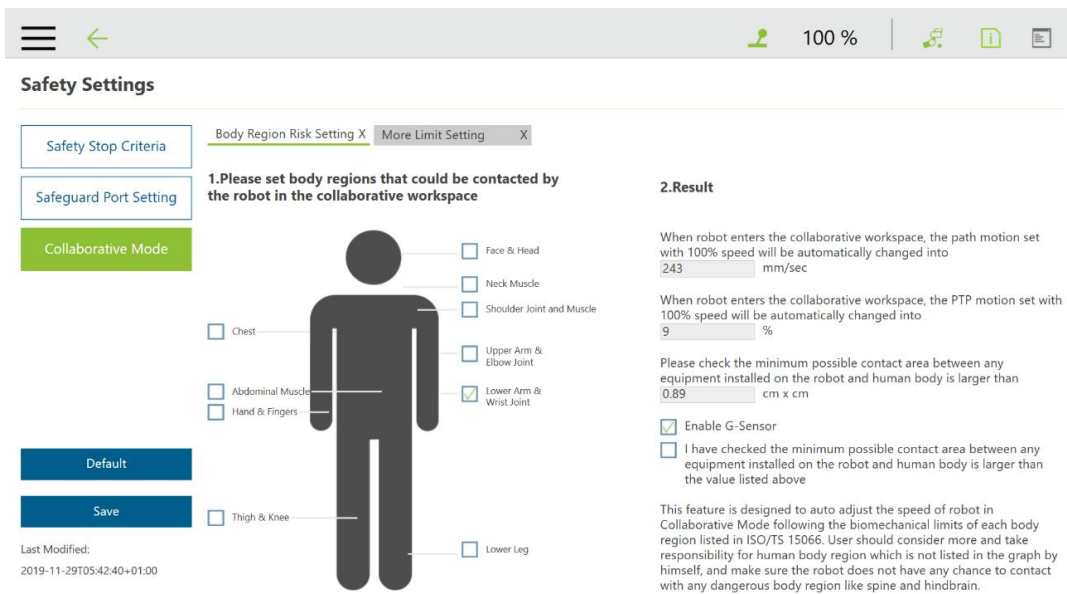 100 %
Safety Settings
Safety Stop Criteria
Safeguard Port Setting
Collaborative Mode
Default
Save
Last Modified:
2019-11-29T05:42:40+01:00
Body Region Risk Setting X
More Limit Setting X
1.Please set body regions that could be contacted by
the robot in the collaborative workspace
Face & Head
Neck Muscle
Shoulder Joint and Muscle
Chest
Upper Arm &
Elbow Joint
Abdominal Muscle
Lower Arm &
Wrist Joint
Hand & Fingers
Thigh & Knee
Lower Leg
2.Result
When robot enters the collaborative workspace, the path motion set
with 100% speed will be automatically changed into
243 mm/sec
When robot enters the collaborative workspace, the PTP motion set with
100% speed will be automatically changed into
9 %
Please check the minimum possible contact area between any
equipment installed on the robot and human body is larger than
0.89 cm x cm
Enable G-Sensor
I have checked the minimum possible contact area between any
equipment installed on the robot and human body is larger than
the value listed above
This feature is designed to auto adjust the speed of robot in
Collaborative Mode following the biomechanical limits of each body
region listed in ISO/TS 15066. User should consider more and take
responsibility for human body region which is not listed in the graph by
himself, and make sure the robot does not have any chance to contact
with any dangerous body region like spine and hindbrain.